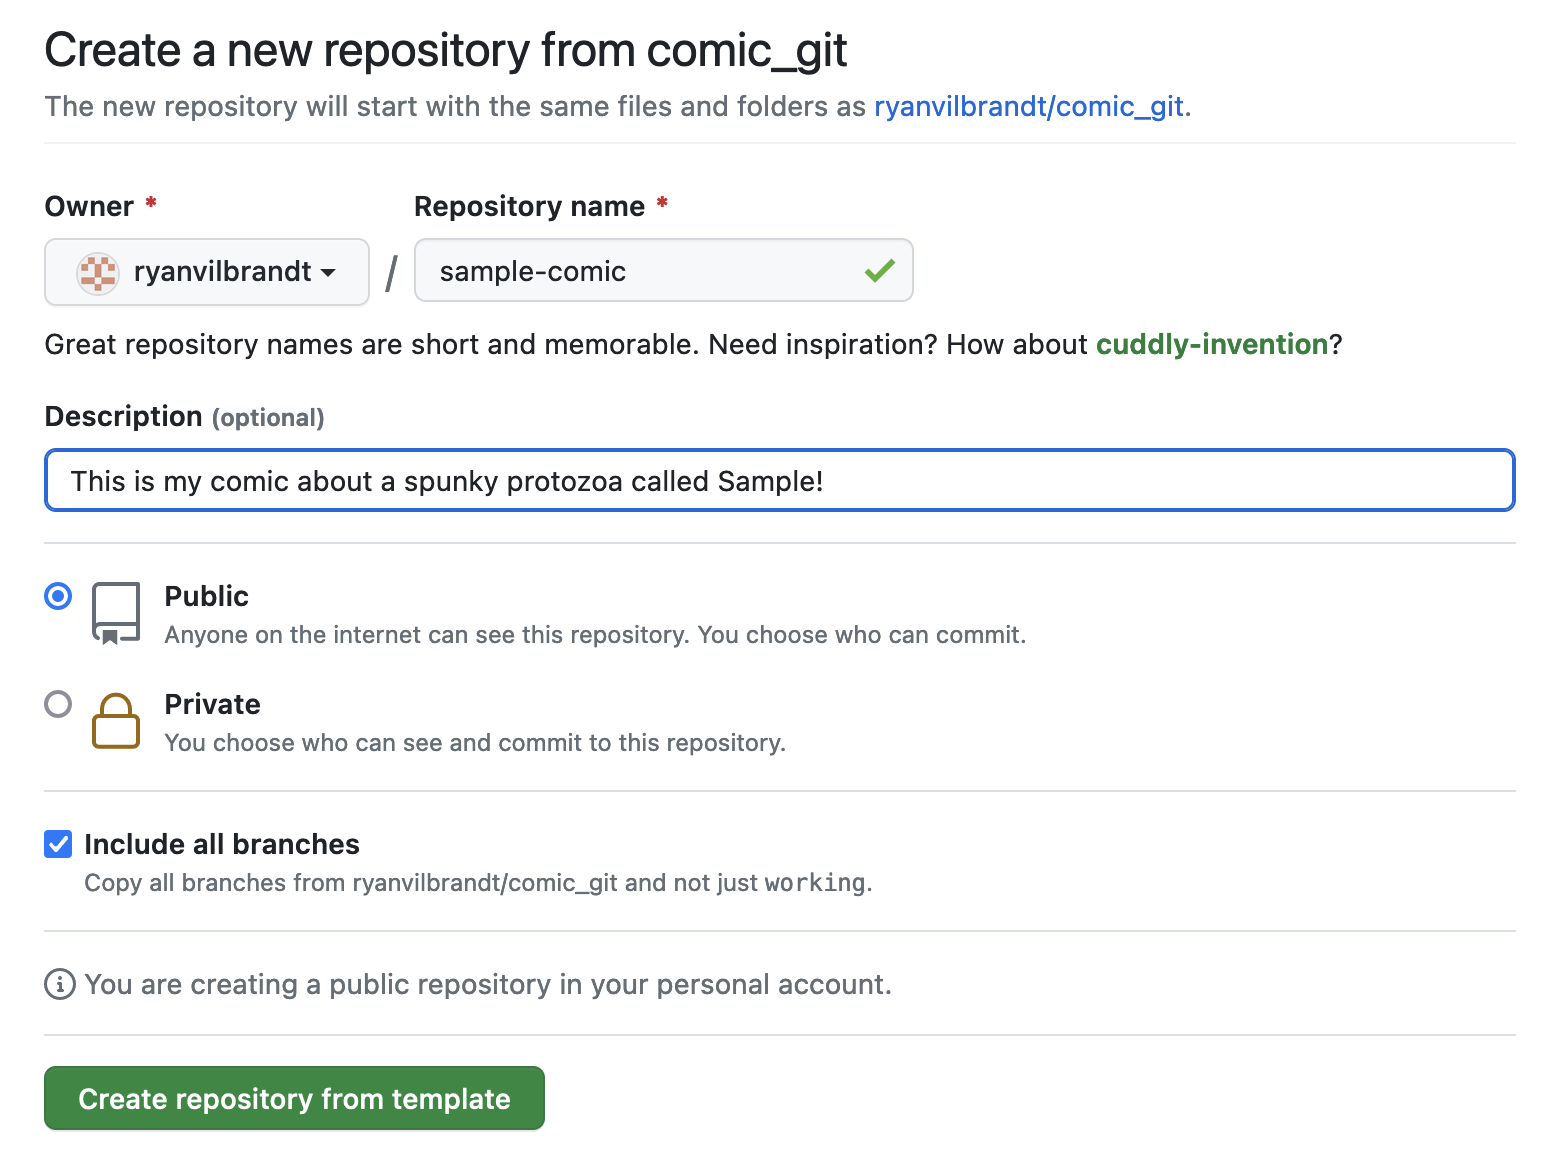 Create a new repository from comic_git
The new repository will start with the same files and folders as ryanvilbrandt/comic_git.
Owner * Repository name *
ryanvilbrandt / sample-comic
Great repository names are short and memorable. Need inspiration? How about cuddly-invention?
Description (optional)
This is my comic about a spunky protozoa called Sample!
Public
Anyone on the internet can see this repository. You choose who can commit.
Private
You choose who can see and commit to this repository.
Include all branches
Copy all branches from ryanvilbrandt/comic_git and not just working.
You are creating a public repository in your personal account.
Create repository from template